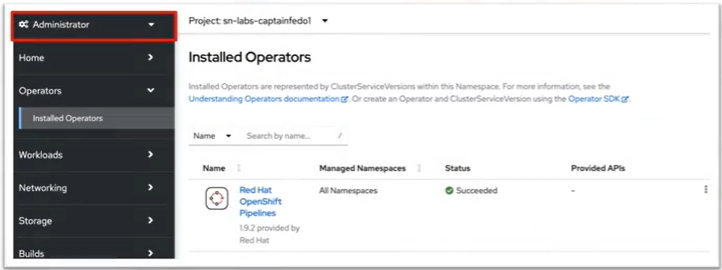 Administrator
Project: sn-labs-captainfedo1
Home
Operators
Installed Operators
Workloads
Networking
Storage
Builds
Installed Operators
Installed Operators are represented by ClusterServiceVersions within this Namespace. For more information, see the
Understanding Operators documentation. Or create an Operator and ClusterServiceVersion using the Operator SDK.
Name
Search by name...
/
Name
Managed Namespaces
Status
Provided APIs
Red Hat
OpenShift
Pipelines
1.9.2 provided by
Red Hat
All Namespaces
Succeeded
-